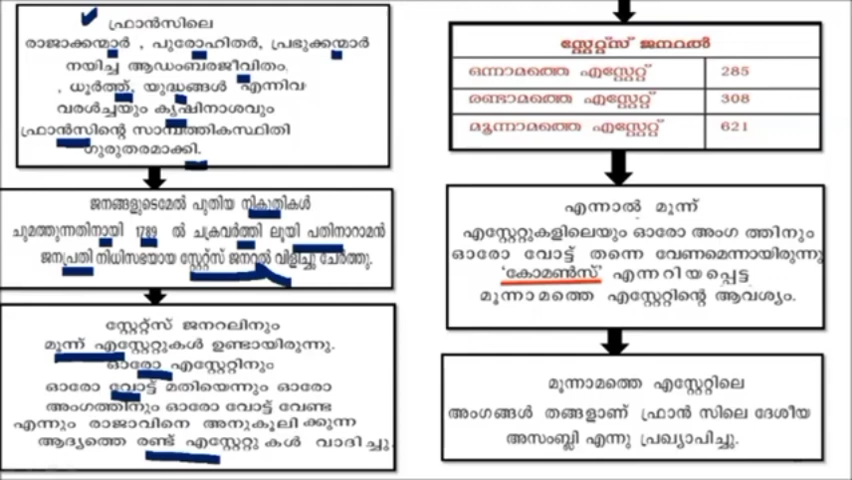 ഫ്രാൻസിലെ
രാജാക്കന്മാർ , പുരോഹിതർ, പ്രഭുക്കന്മാർ
നയിച്ച ആഡംബരജീവിതം,
, ധൂർത്ത്, യുദ്ധങ്ങൾ എന്നിവ
വരൾച്ചയും കൃഷിനാശവും
ഫ്രാൻസിന്റെ സാമ്പത്തികസ്ഥിതി
ഗുരുതരമാക്കി.
ജനങ്ങളുടെമേൽ പുതിയ നികുതികൾ
ചുമത്തുന്നതിനായി 1789 ൽ ചക്രവർത്തി ലൂയി പതിനാറാമൻ
ജനപ്രതി നിധിസഭയായ സ്റ്റേറ്റ്സ് ജനറൽ വിളിച്ചു ചേർത്തു.
സ്റ്റേറ്റ്സ് ജനറലിനും
മൂന്ന് എസ്റ്റേറ്റുകൾ ഉണ്ടായിരുന്നു.
ഓരോ എസ്റ്റേറ്റിനും
ഓരോ വോട്ട് മതിയെന്നും ഓരോ
അംഗത്തിനും ഓരോ വോട്ട് വേണ്ട
എന്നും രാജാവിനെ അനുകൂലി ക്കുന്ന
ആദ്യത്തെ രണ്ട് എസ്റ്റേറ്റു കൾ വാദി ച്ചു.
സ്റ്റേറ്റ്സ് ജനറൽ
ഒന്നാമത്തെ എസ്റ്റേറ്റ് 285
രണ്ടാമത്തെ എസ്റ്റേറ്റ് 308
മൂന്നാമത്തെ എസ്റ്റേറ്റ് 621
എന്നാൽ മൂന്ന്
എസ്റ്റേറ്റുകളിലെയും ഓരോ അംഗ ത്തിനും
ഓരോ വോട്ട് തന്നെ വേണമെന്നായിരുന്നു
'കോമൺസ്' എന്ന റി യ പ്പെട്ട
മൂന്നാ മത്തെ എസ്റ്റേറ്റിന്റെ ആവശ്യം.
മൂന്നാമത്തെ എസ്റ്റേറ്റിലെ
അംഗങ്ങൾ തങ്ങളാണ് ഫ്രാൻ സിലെ ദേശീയ
അസംബ്ലി എന്നു പ്രഖ്യാപിച്ചു.